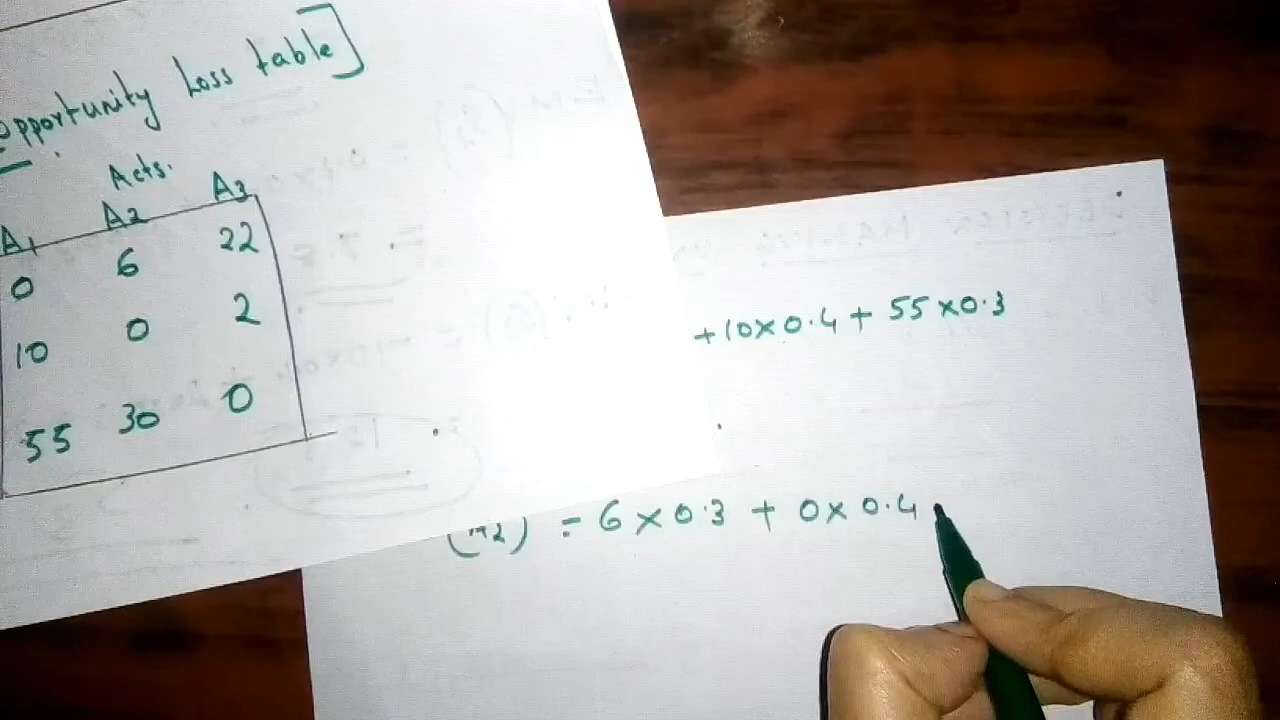 Opportunity Loss table]
Acts.
A1 A2 A3
0 6 22
10 0 2
55 30 0
+10×0.4+ 55×0.3
(A2) = 6×0.3 + 0×0.4